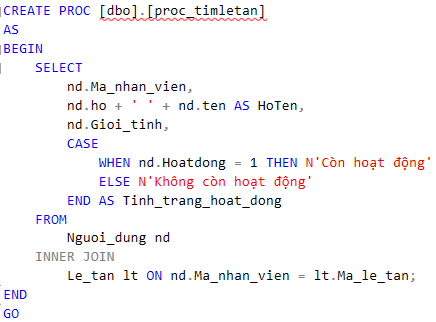 CREATE PROC [dbo].[proc_timletan]
AS
BEGIN
SELECT
nd.Ma_nhan_vien,
nd.ho + ' ' + nd.ten AS HoTen,
nd.Gioi_tinh,
CASE
WHEN nd.Hoatdong = 1 THEN N'Còn hoạt động'
ELSE N'Không còn hoạt động'
END AS Tinh_trang_hoat_dong
FROM
Nguoi_dung nd
INNER JOIN
Le_tan lt ON nd.Ma_nhan_vien = lt.Ma_le_tan;
END
GO